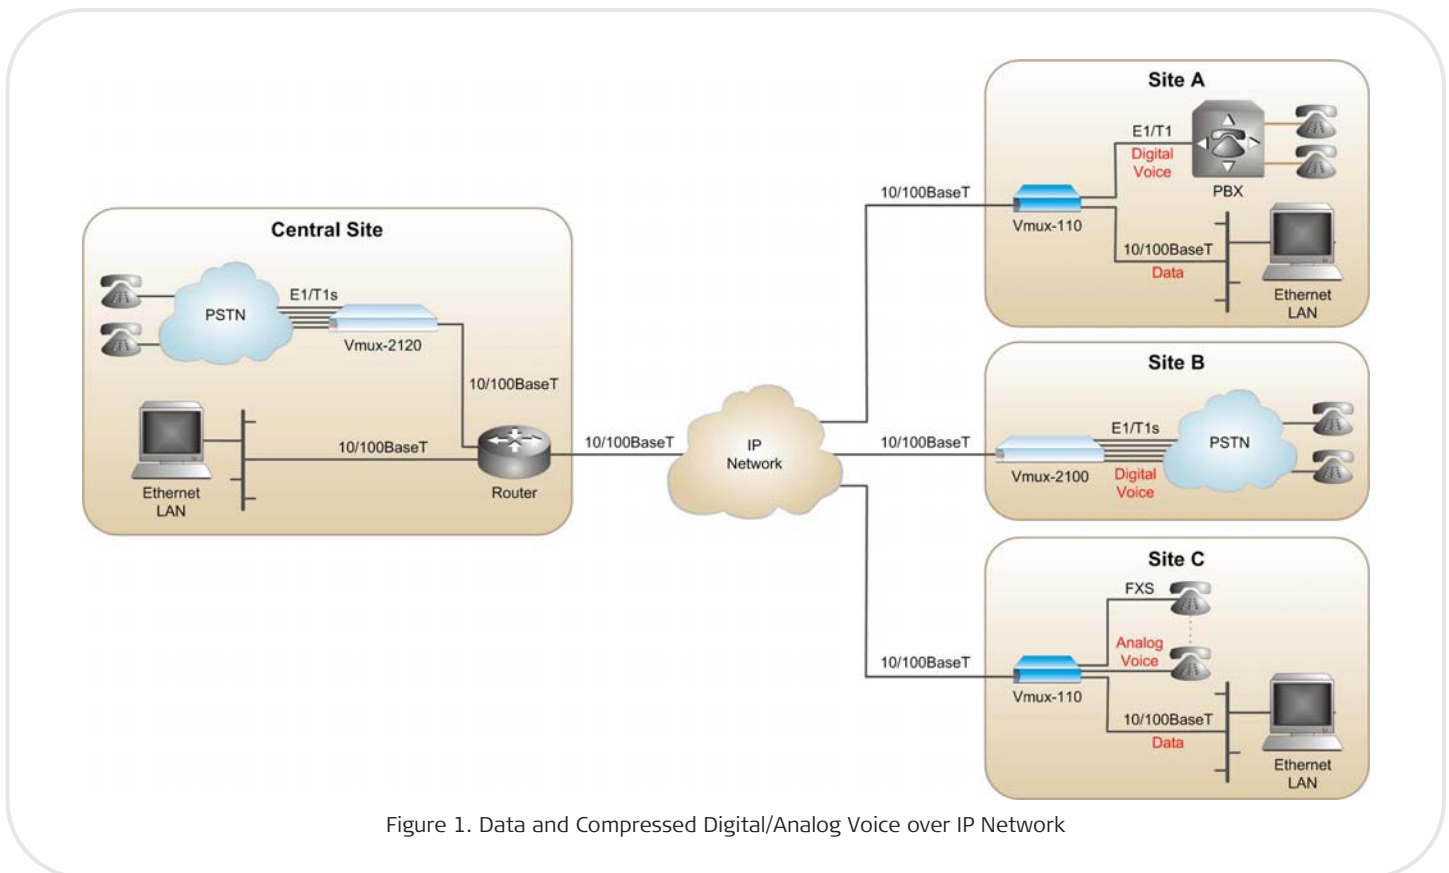 Central Site
PSTN
E1/T1s
Vmux-2120
10/100BaseT
10/100BaseT
Ethernet
LAN
Router
10/100BaseT
IP
Network
10/100BaseT
10/100BaseT
10/100BaseT
Site A
E1/T1
Digital
Voice
PBX
Vmux-110
10/100BaseT
Data
Ethernet
LAN
Site B
E1/T1s
PSTN
Vmux-2100
Digital
Voice
Site C
FXS
Analog
Voice
Vmux-110
10/100BaseT
Data
Ethernet
LAN
Figure 1. Data and Compressed Digital/Analog Voice over IP Network